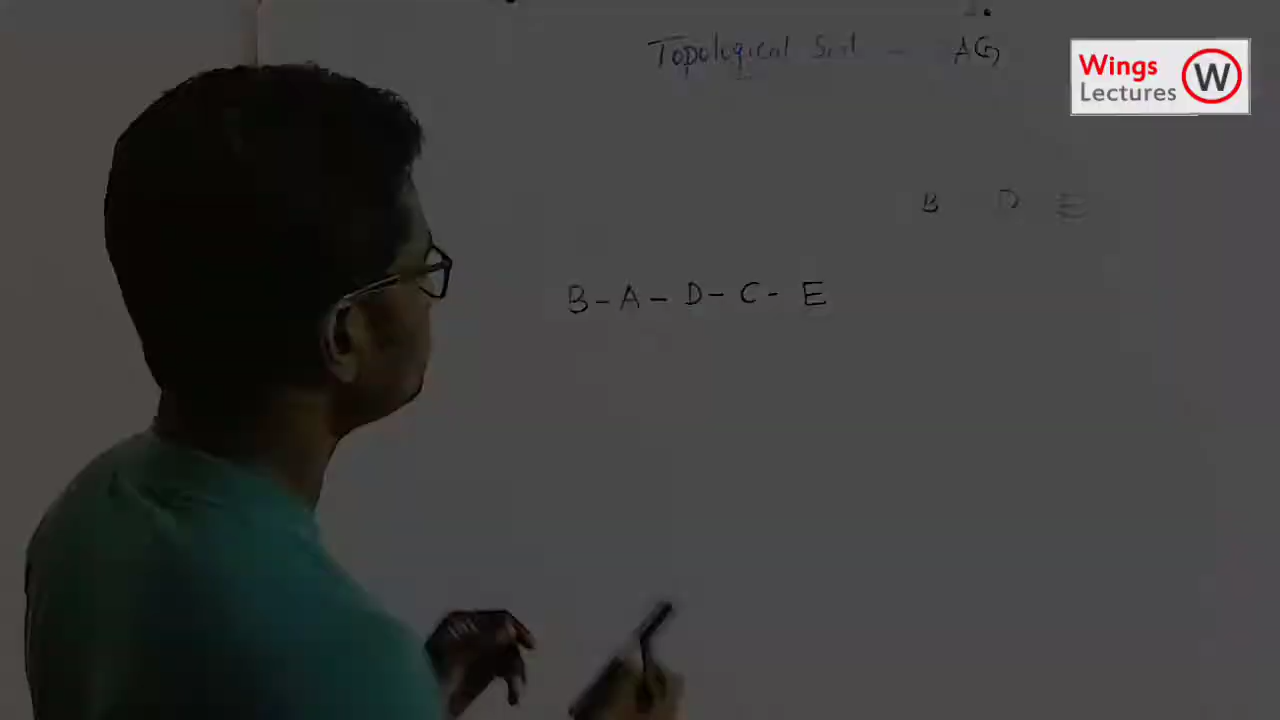 Topological Sort - AG
Wings
Lectures W
B D E
B - A - D - C - E